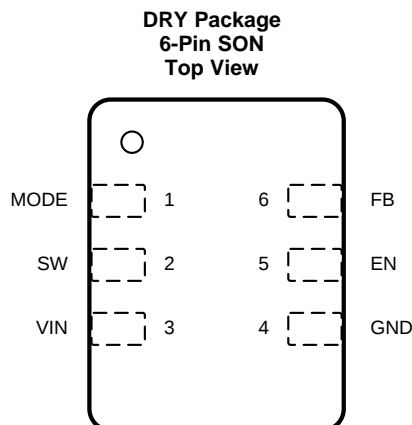 DRY Package
6-Pin SON
Top View
MODE 1 6 FB
SW 2 5 EN
VIN 3 4 GND